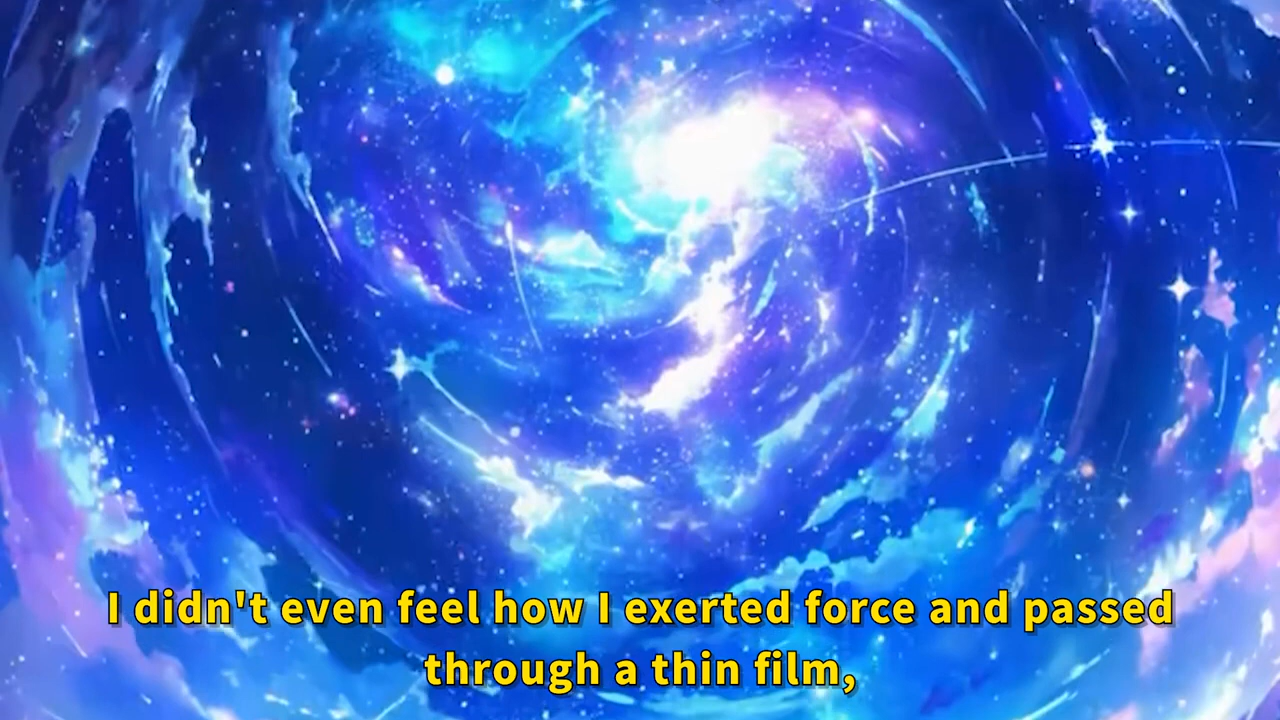 I didn't even feel how I exerted force and passed
through a thin film,